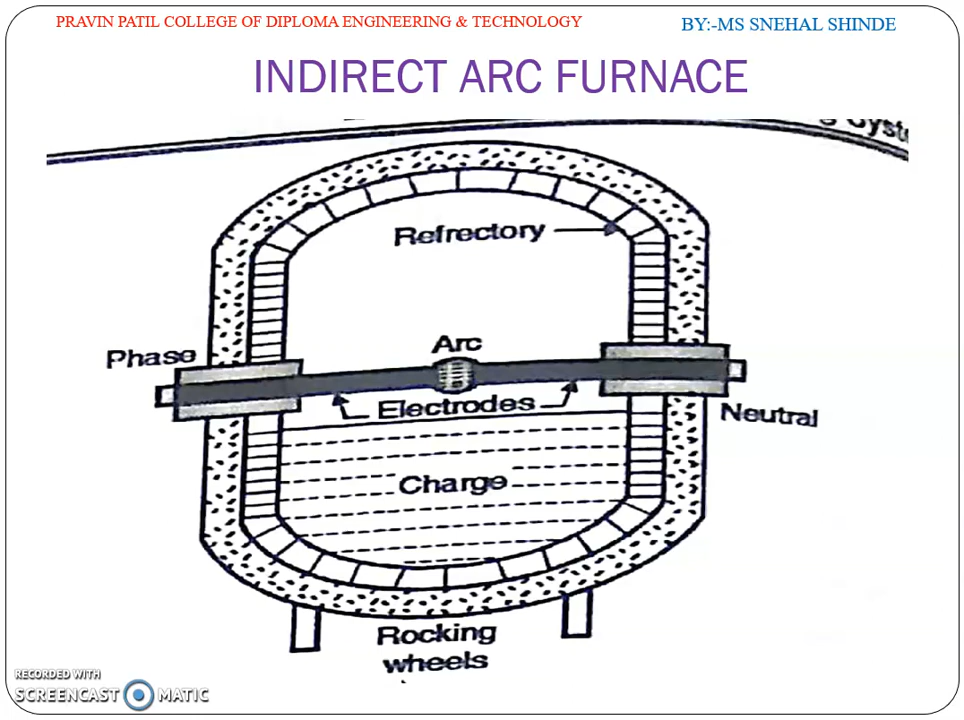 PRAVIN PATIL COLLEGE OF DIPLOMA ENGINEERING & TECHNOLOGY
BY:-MS SNEHAL SHINDE
INDIRECT ARC FURNACE
Refrectory
Arc
Phase
Electrodes
Neutral
Charge
Rocking
wheels
RECORDED WITH
SCREENCAST MATIC